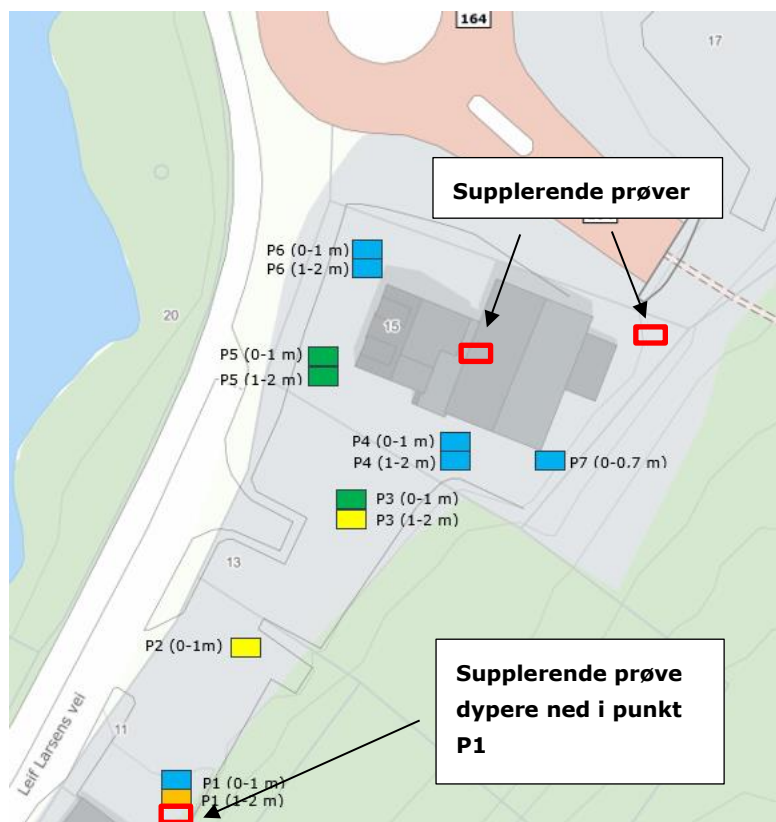 164
17
Supplerende prøver
P6 (0-1 m)
P6 (1-2 m)
20
15
P5 (0-1 m)
P5 (1-2 m)
P4 (0-1 m)
P4 (1-2 m)
P7 (0-0.7 m)
P3 (0-1 m)
P3 (1-2 m)
13
P2 (0-1m)
Supplerende prøve
dypere ned i punkt
P1
Leif Larsens vei
11
P1 (0-1 m)
P1 (1-2 m)